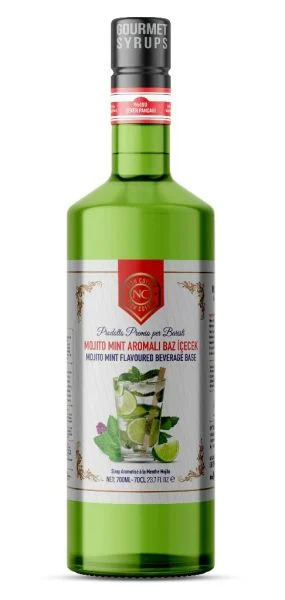 GOURMET
SYRUPS
NC
Prodotto Premio per Baristi
MOJITO MINT AROMALI BAZ İÇECEK
MOJITO MINT FLAVOURED BEVERAGE BASE
Sirop Aromatisé à la Menthe Mojito
NET: 700ML - 70CL 23.7 FL OZ ℮